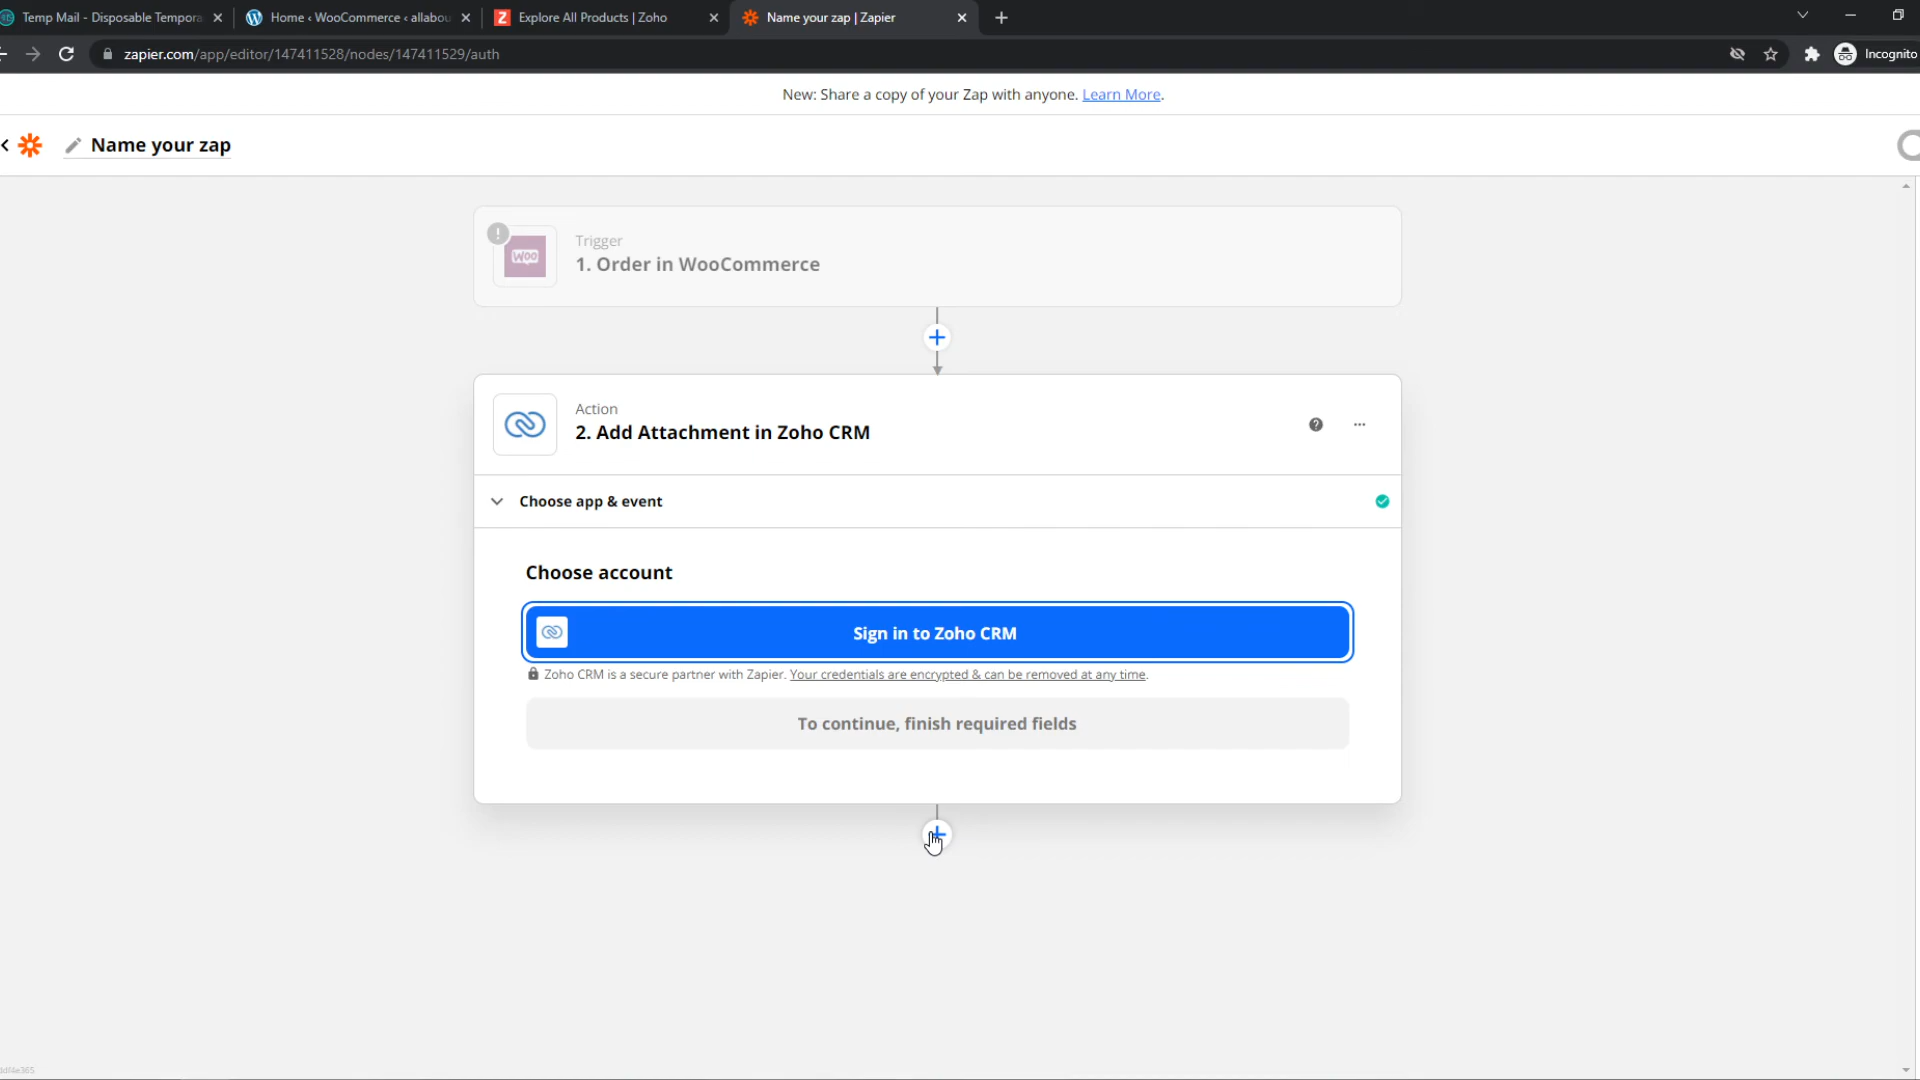 Temp Mail - Disposable Tempora
Home ‹ WooCommerce ‹ allabou
Explore All Products | Zoho
Name your zap | Zapier
zapier.com/app/editor/147411528/nodes/147411529/auth
Incognito
New: Share a copy of your Zap with anyone. Learn More.
Name your zap
Trigger
WOO
1. Order in WooCommerce
Action
2. Add Attachment in Zoho CRM
Choose app & event
Choose account
Sign in to Zoho CRM
Zoho CRM is a secure partner with Zapier. Your credentials are encrypted & can be removed at any time.
To continue, finish required fields